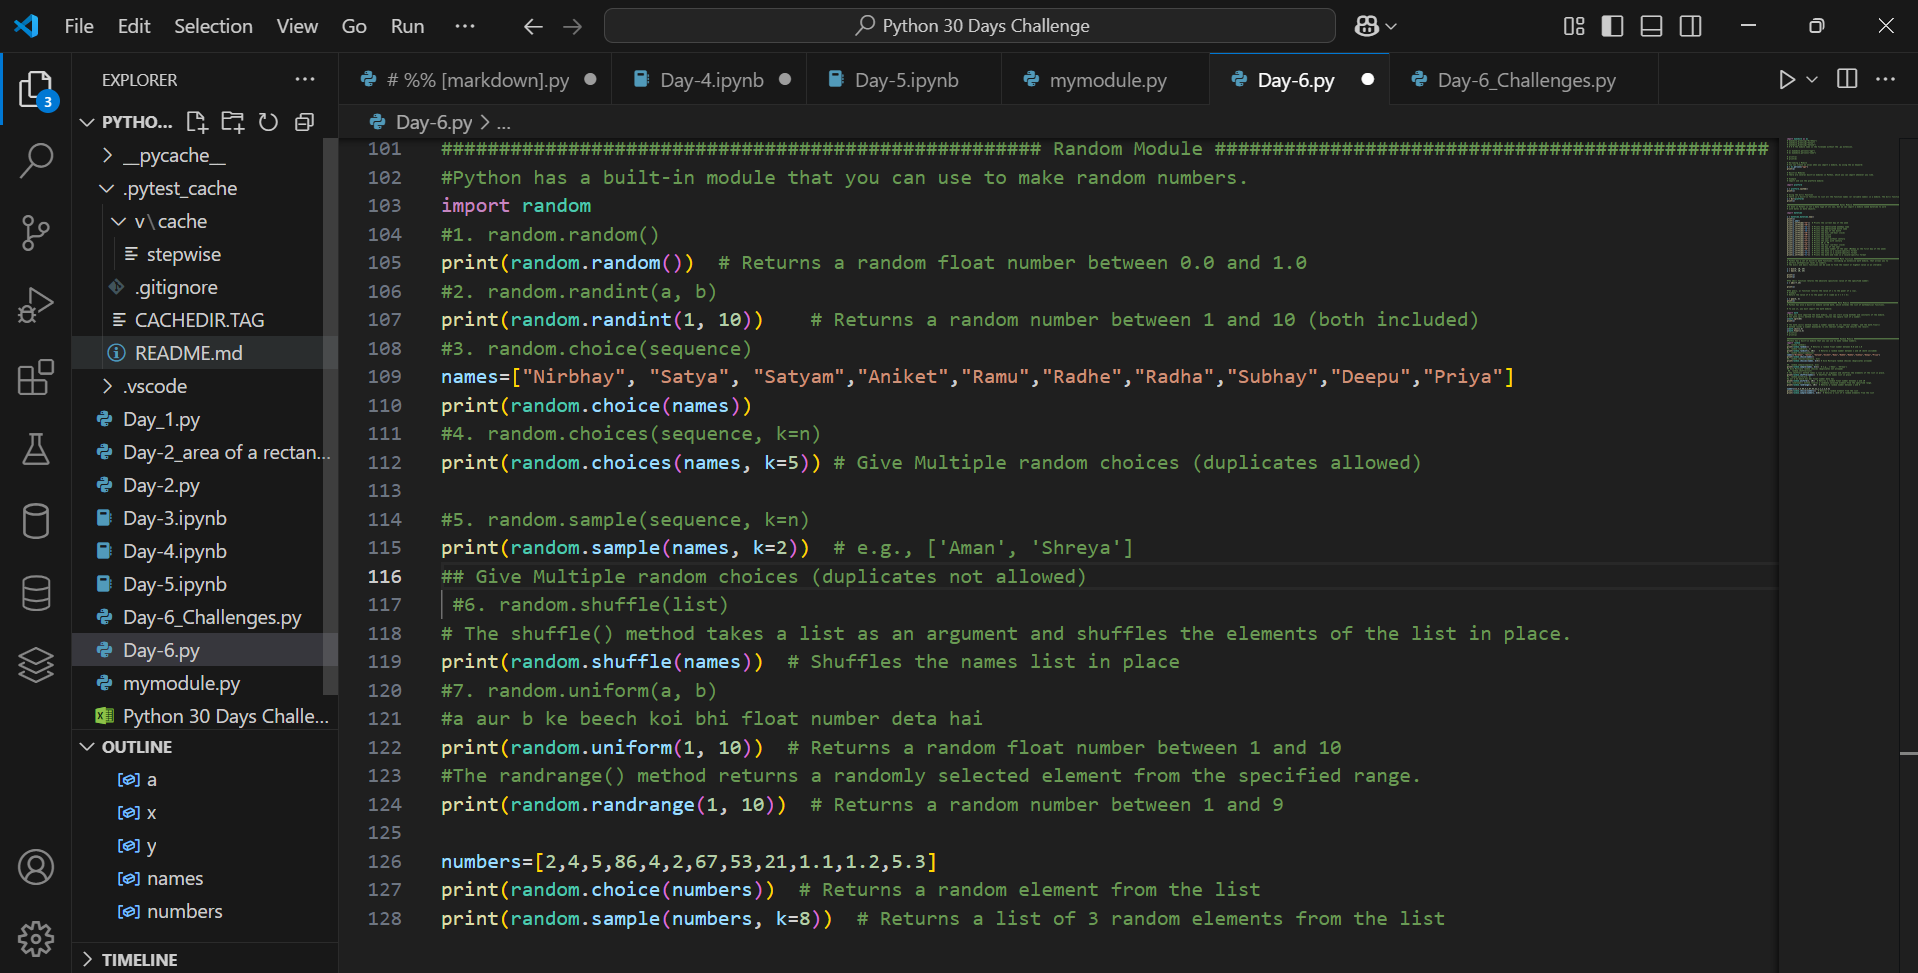 File Edit Selection View Go Run ··· Python 30 Days Challenge
EXPLORER ···
3
PYTHO...
__pycache__
.pytest_cache
v\cache
stepwise
.gitignore
CACHEDIR.TAG
README.md
.vscode
Day_1.py
Day-2_area of a rectan...
Day-2.py
Day-3.ipynb
Day-4.ipynb
Day-5.ipynb
Day-6_Challenges.py
Day-6.py
mymodule.py
Python 30 Days Challe...
OUTLINE
a
x
y
names
numbers
TIMELINE
# %% [markdown].py Day-4.ipynb Day-5.ipynb mymodule.py Day-6.py Day-6_Challenges.py
Day-6.py > ...
101 #################################################### Random Module ################################################
102 #Python has a built-in module that you can use to make random numbers.
103 import random
104 #1. random.random()
105 print(random.random())  # Returns a random float number between 0.0 and 1.0
106 #2. random.randint(a, b)
107 print(random.randint(1, 10))    # Returns a random number between 1 and 10 (both included)
108 #3. random.choice(sequence)
109 names=["Nirbhay", "Satya", "Satyam","Aniket","Ramu","Radhe","Radha","Subhay","Deepu","Priya"]
110 print(random.choice(names))
111 #4. random.choices(sequence, k=n)
112 print(random.choices(names, k=5)) # Give Multiple random choices (duplicates allowed)
113
114 #5. random.sample(sequence, k=n)
115 print(random.sample(names, k=2))  # e.g., ['Aman', 'Shreya']
116 ## Give Multiple random choices (duplicates not allowed)
117  #6. random.shuffle(list)
118 # The shuffle() method takes a list as an argument and shuffles the elements of the list in place.
119 print(random.shuffle(names))  # Shuffles the names list in place
120 #7. random.uniform(a, b)
121 #a aur b ke beech koi bhi float number deta hai
122 print(random.uniform(1, 10))  # Returns a random float number between 1 and 10
123 #The randrange() method returns a randomly selected element from the specified range.
124 print(random.randrange(1, 10))  # Returns a random number between 1 and 9
125
126 numbers=[2,4,5,86,4,2,67,53,21,1.1,1.2,5.3]
127 print(random.choice(numbers))  # Returns a random element from the list
128 print(random.sample(numbers, k=8))  # Returns a list of 3 random elements from the list